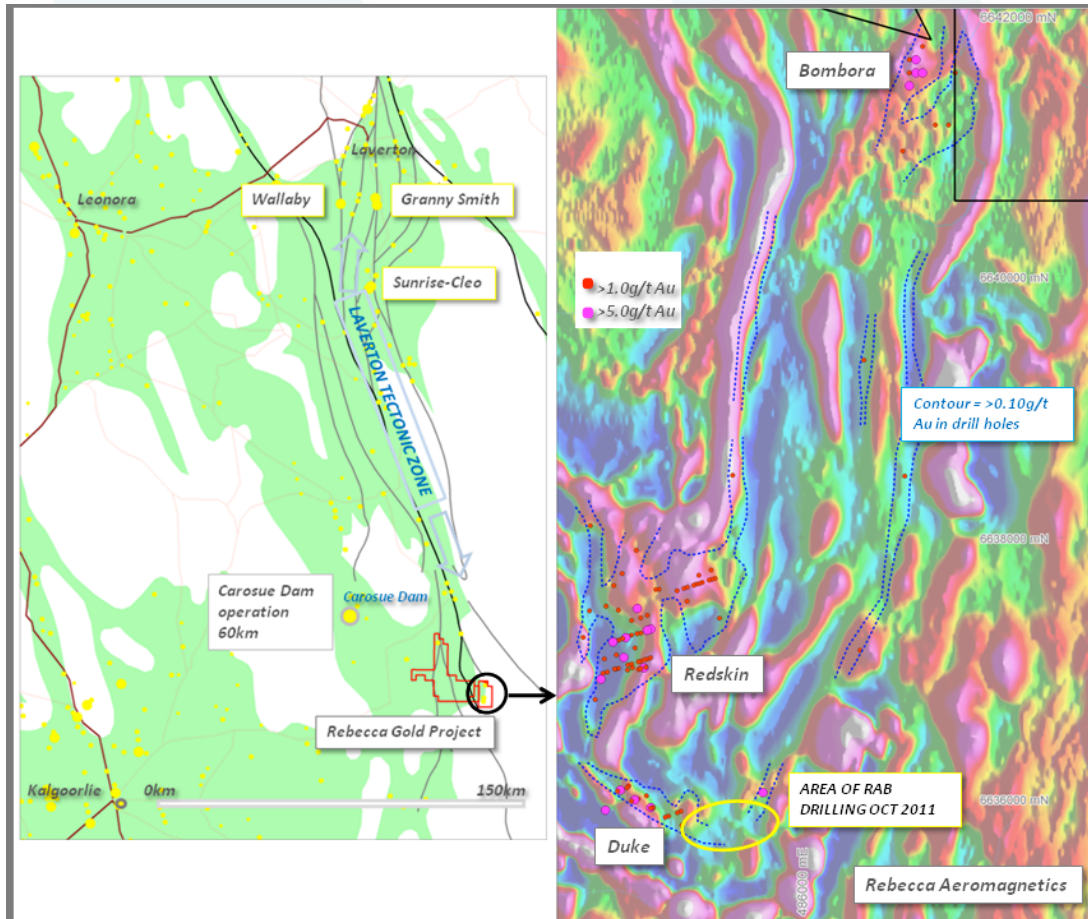 Laverton
Leonora
Wallaby
Granny Smith
Sunrise-Cleo
LAVERTON TECTONIC ZONE
Carosue Dam
operation
60km
Carosue Dam
Rebecca Gold Project
Kalgoorlie
0km
150km
6642000 mN
Bombora
>1.0g/t Au
>5.0g/t Au
6640000 mN
Contour = >0.10g/t
Au in drill holes
6638000 mN
Redskin
6636000 mN
AREA OF RAB
DRILLING OCT 2011
Duke
486000 mE
Rebecca Aeromagnetics